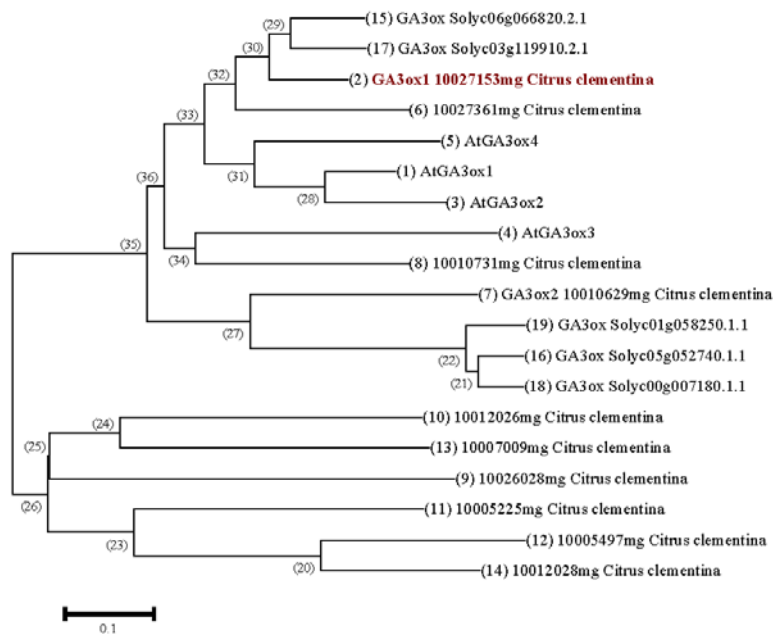 (15) GA3ox Solyc06g066820.2.1
(29)
(17) GA3ox Solyc03g119910.2.1
(30)
(2) GA3ox1 10027153mg Citrus clementina
(32)
(6) 10027361mg Citrus clementina
(33)
(5) AtGA3ox4
(31)
(1) AtGA3ox1
(36)
(28)
(3) AtGA3ox2
(4) AtGA3ox3
(35)
(34)
(8) 10010731mg Citrus clementina
(7) GA3ox2 10010629mg Citrus clementina
(27)
(19) GA3ox Solyc01g058250.1.1
(22)
(16) GA3ox Solyc05g052740.1.1
(21)
(18) GA3ox Solyc00g007180.1.1
(10) 10012026mg Citrus clementina
(24)
(25)
(13) 10007009mg Citrus clementina
(9) 10026028mg Citrus clementina
(26)
(11) 10005225mg Citrus clementina
(23)
(12) 10005497mg Citrus clementina
(20)
(14) 10012028mg Citrus clementina
0.1